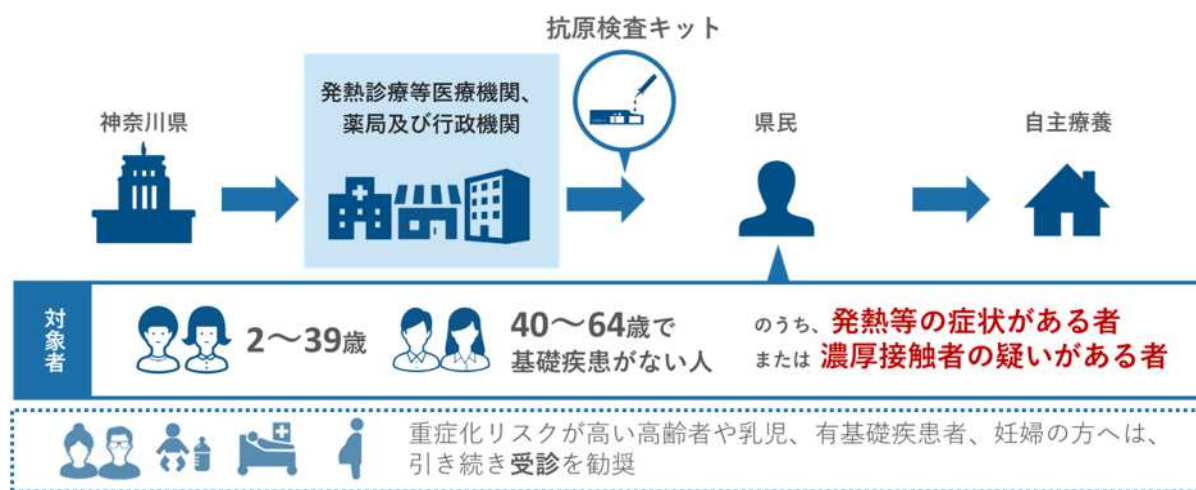 抗原検査キット
神奈川県
発熱診療等医療機関、
薬局及び行政機関
県民
自主療養
対象者
2～39歳
40～64歳で
基礎疾患がない人
のうち、発熱等の症状がある者
または 濃厚接触者の疑いがある者
重症化リスクが高い高齢者や乳児、有基礎疾患者、妊婦の方へは、
引き続き受診を勧奨